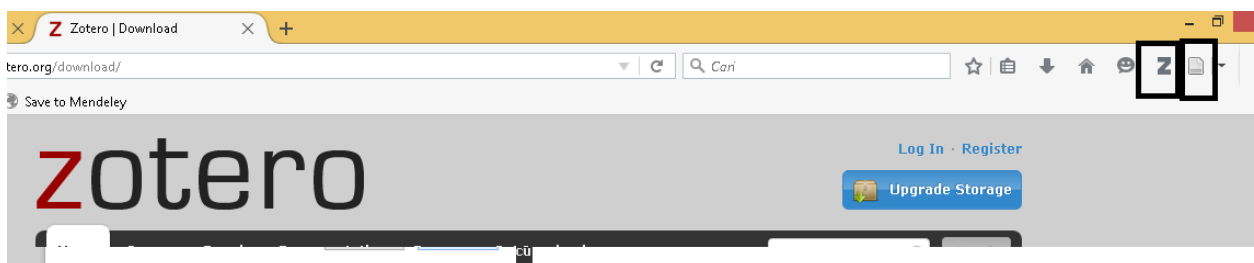 Z Zotero | Download
tero.org/download/
Cari
Z
Save to Mendeley
zotero
Log In · Register
Upgrade Storage